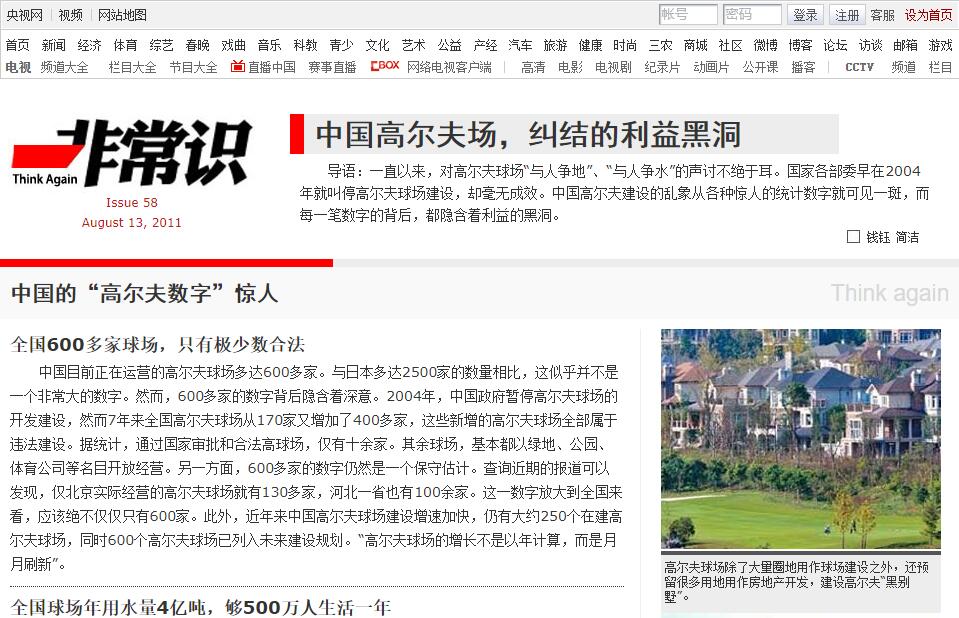 央视网 | 视频 | 网站地图 帐号 密码 登录 注册 客服 设为首页
首页 新闻 经济 体育 综艺 春晚 戏曲 音乐 科教 青少 文化 艺术 公益 产经 汽车 旅游 健康 时尚 三农 商城 社区 微博 博客 论坛 访谈 邮箱 游戏
电视 频道大全 栏目大全 节目大全 直播中国 赛事直播 CBOX 网络电视客户端 | 高清 电影 电视剧 纪录片 动画片 公开课 播客 | CCTV 频道 栏目
非常识
Think Again
Issue 58
August 13, 2011
中国高尔夫场，纠结的利益黑洞
导语：一直以来，对高尔夫球场“与人争地”、“与人争水”的声讨不绝于耳。国家各部委早在2004
年就叫停高尔夫球场建设，却毫无成效。中国高尔夫建设的乱象从各种惊人的统计数字就可见一斑，而
每一笔数字的背后，都隐含着利益的黑洞。
钱钰 简洁
中国的“高尔夫数字”惊人
Think again
全国600多家球场，只有极少数合法
中国目前正在运营的高尔夫球场多达600多家。与日本多达2500家的数量相比，这似乎并不是
一个非常大的数字。然而，600多家的数字背后隐含着深意。2004年，中国政府暂停高尔夫球场的
开发建设，然而7年来全国高尔夫球场从170家又增加了400多家，这些新增的高尔夫球场全部属于
违法建设。据统计，通过国家审批和合法高球场，仅有十余家。其余球场，基本都以绿地、公园、
体育公司等名目开放经营。另一方面，600多家的数字仍然是一个保守估计。查询近期的报道可以
发现，仅北京实际经营的高尔夫球场就有130多家，河北一省也有100余家。这一数字放大到全国来
看，应该绝不仅仅只有600家。此外，近年来中国高尔夫球场建设增速加快，仍有大约250个在建高
尔夫球场，同时600个高尔夫球场已列入未来建设规划。“高尔夫球场的增长不是以年计算，而是月
月刷新”。
高尔夫球场除了大量圈地用作球场建设之外，还预
留很多用地用作房地产开发，建设高尔夫“黑别
墅”。
全国球场年用水量4亿吨，够500万人生活一年